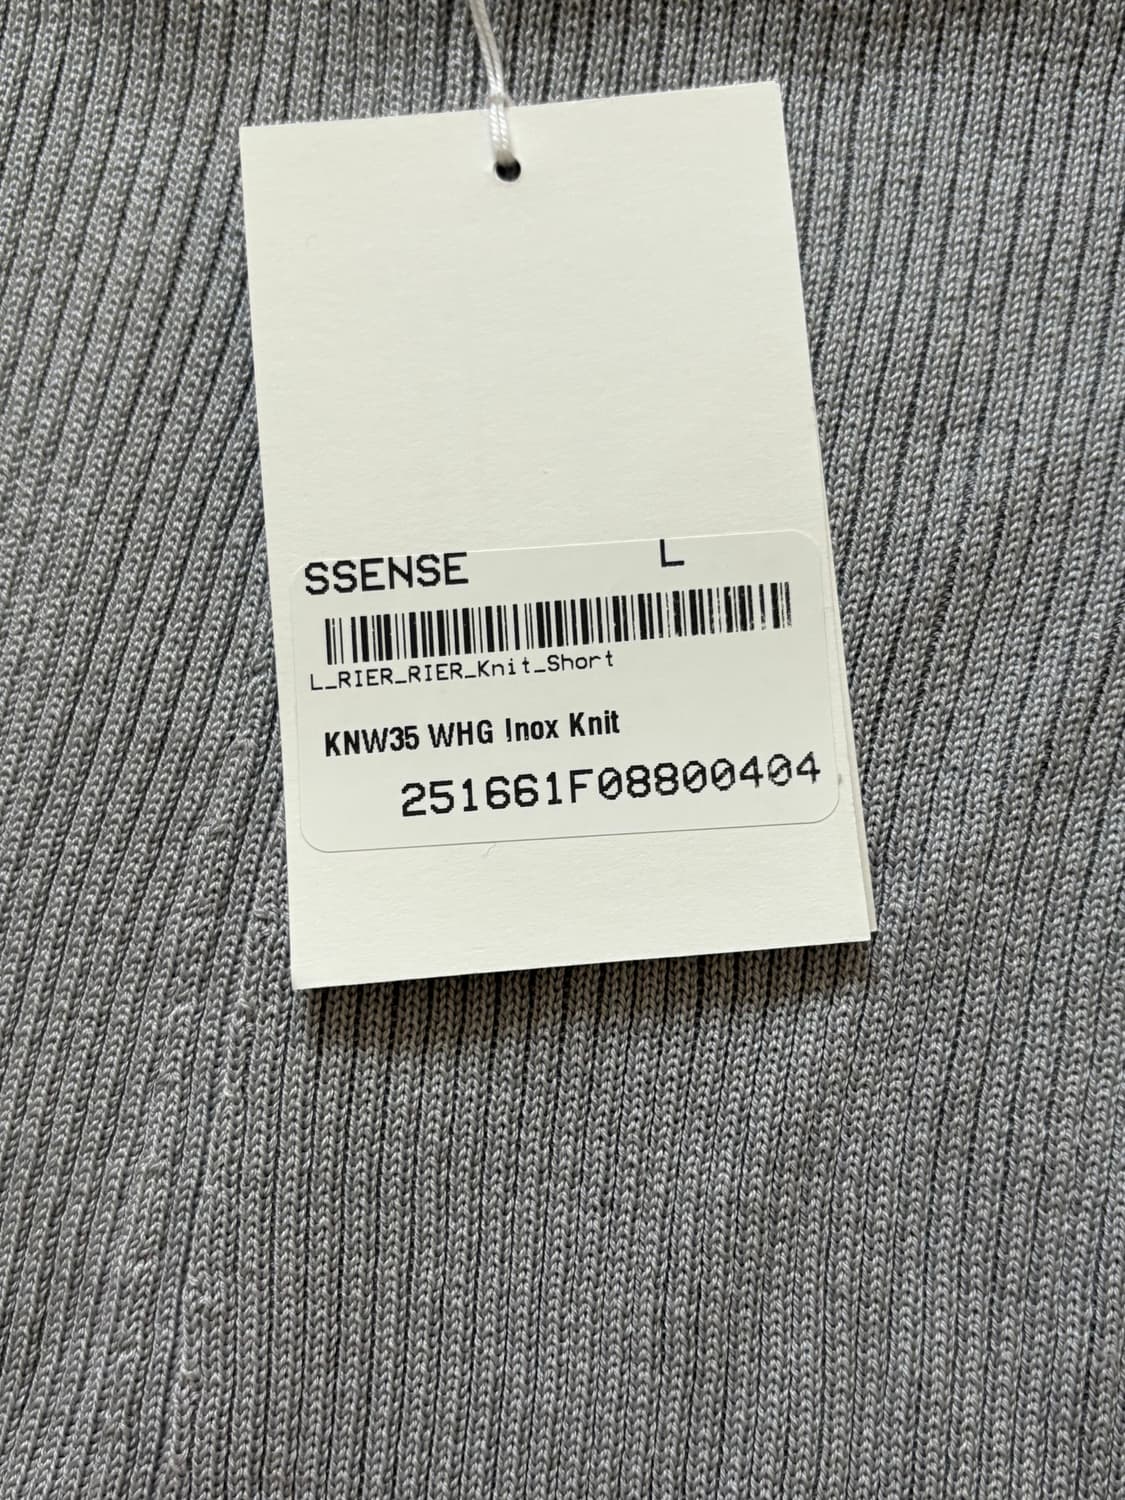 SSENSE L
L_RIER_RIER_Knit_Short
KNW35 WHG Inox Knit
251661F08800404